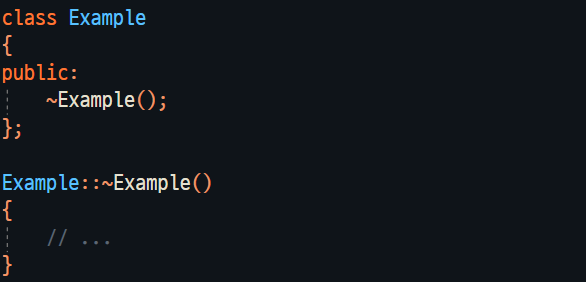 class Example
{
public:
    ~Example();
};

Example::~Example()
{
    // ...
}